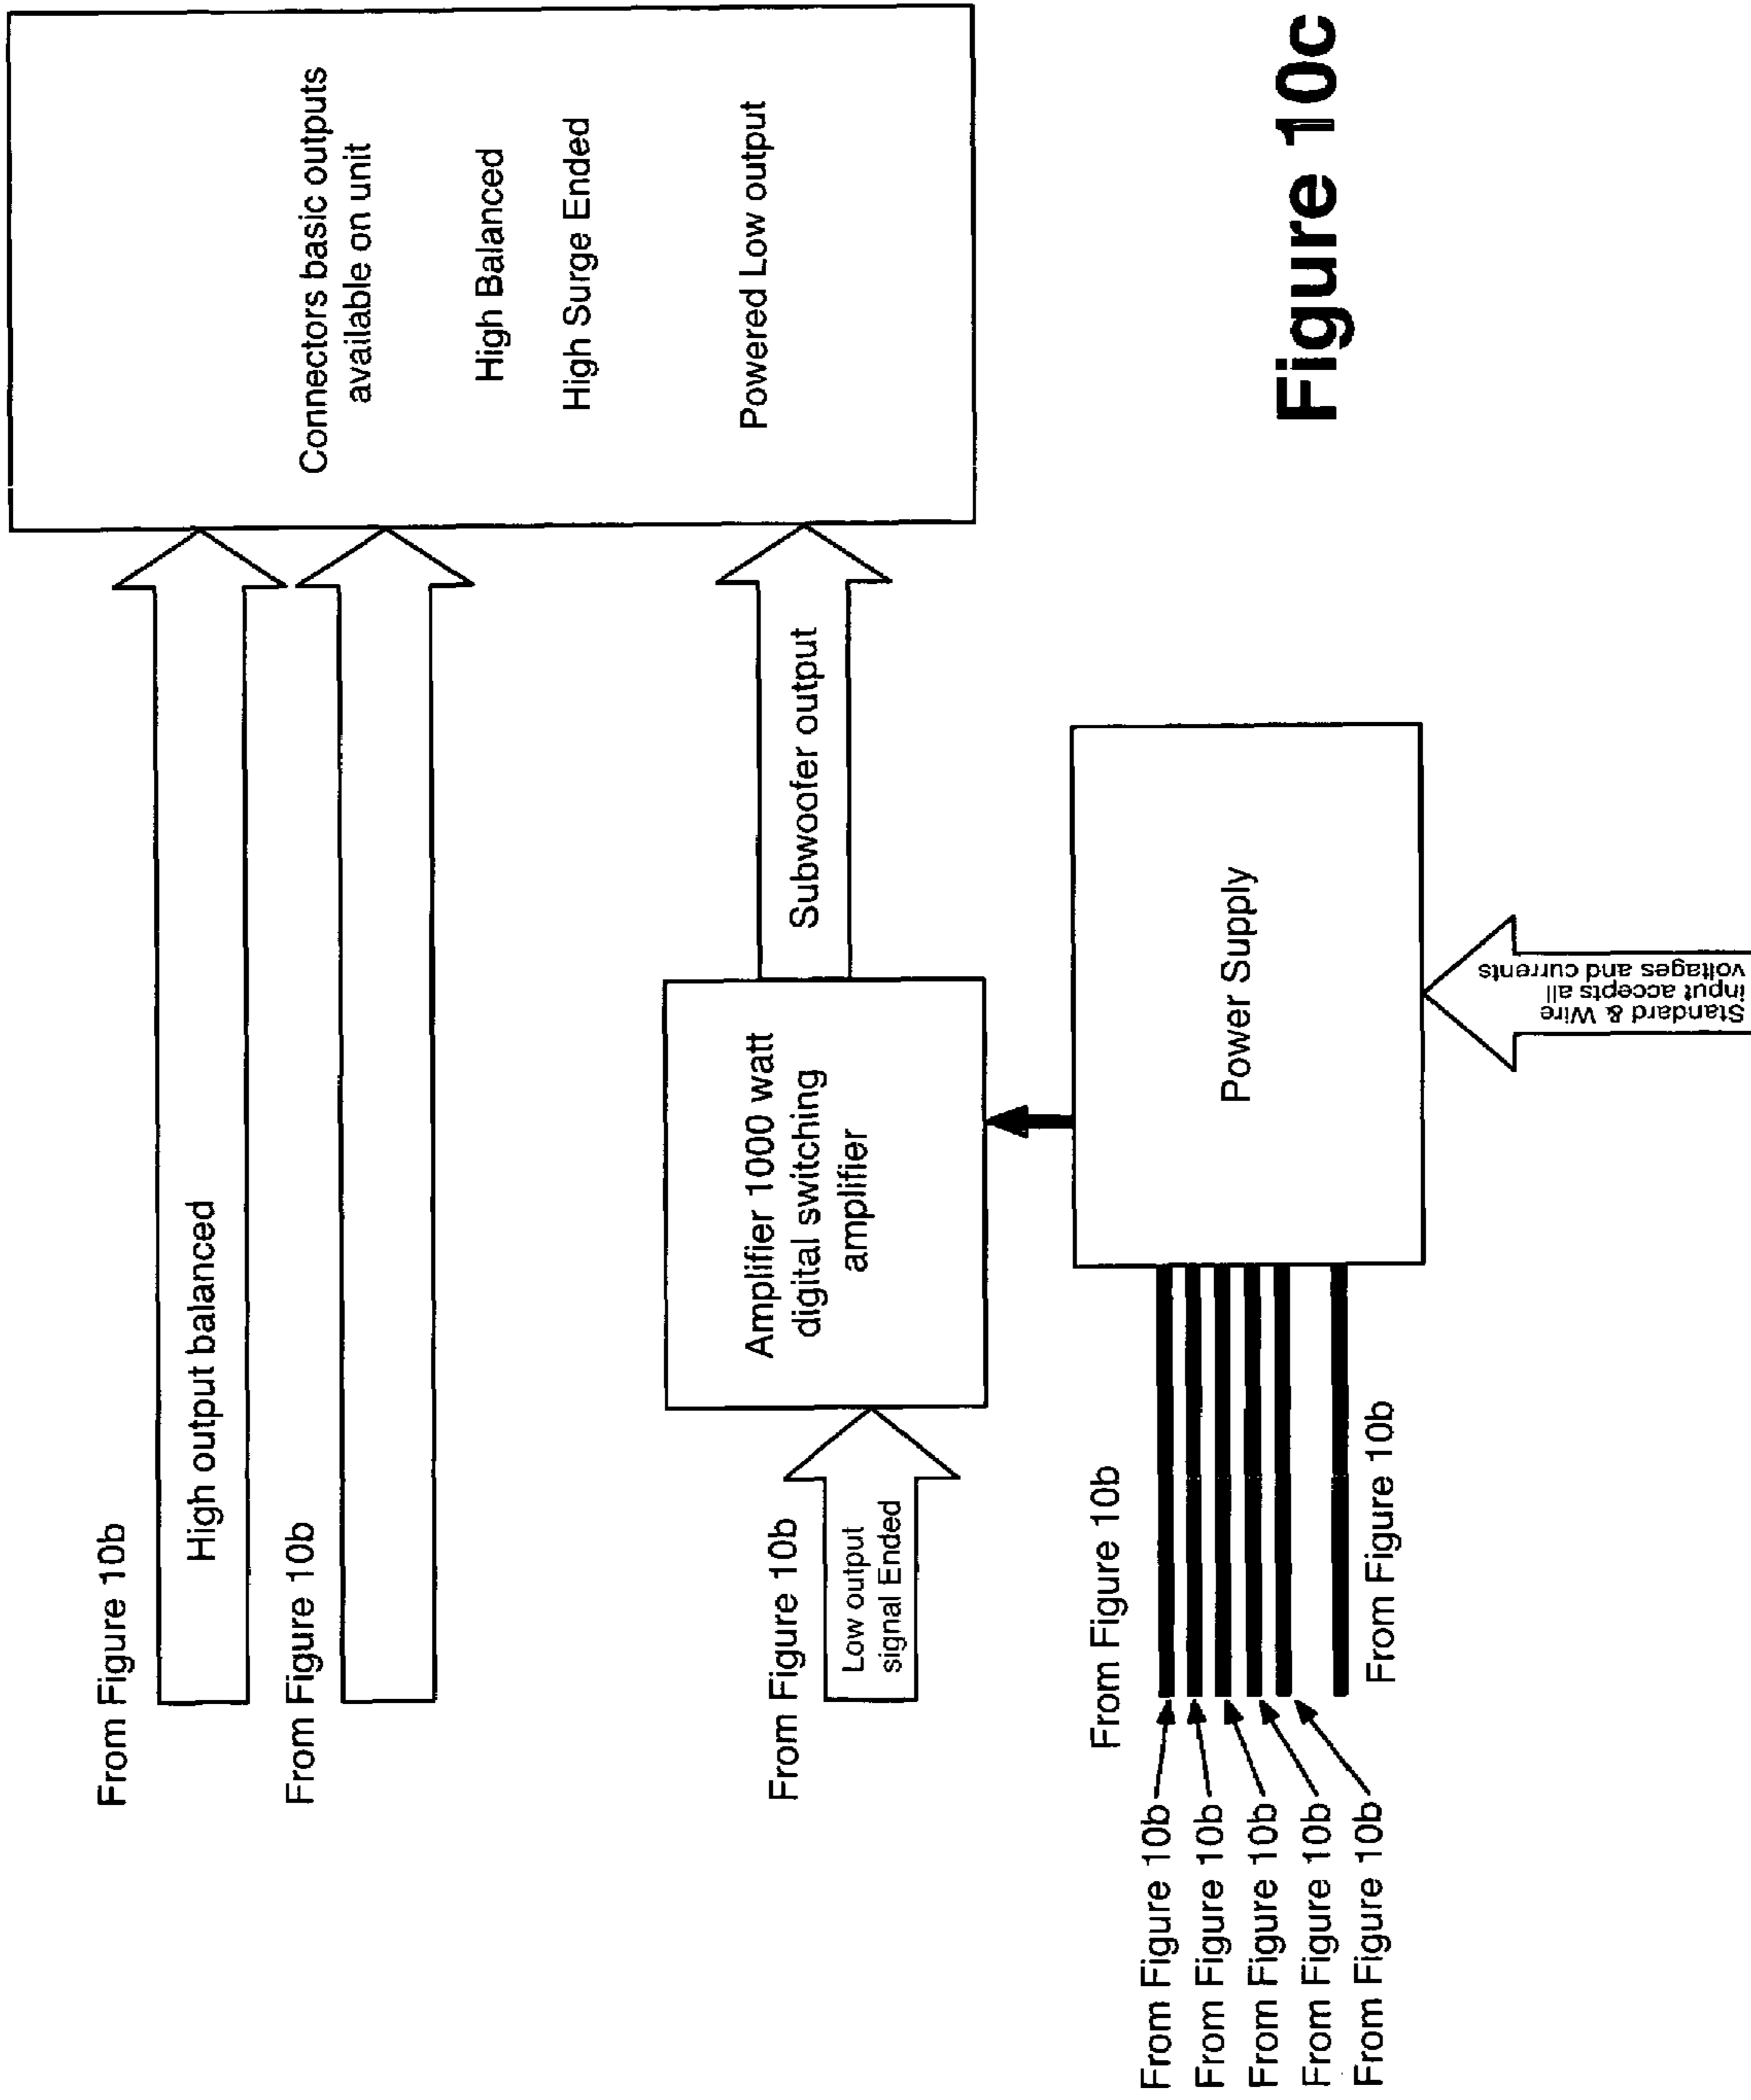 From Figure 10b
High output balanced
From Figure 10b
Connectors basic outputs
available on unit
High Balanced
High Surge Ended
Powered Low output
From Figure 10b
Low output
signal Ended
Amplifier 1000 watt
digital switching
amplifier
Subwoofer output
From Figure 10b
From Figure 10b
From Figure 10b
From Figure 10b
From Figure 10b
From Figure 10b
From Figure 10b
Power Supply
Standard & Wire
input accepts all
voltages and currents
Figure 10c